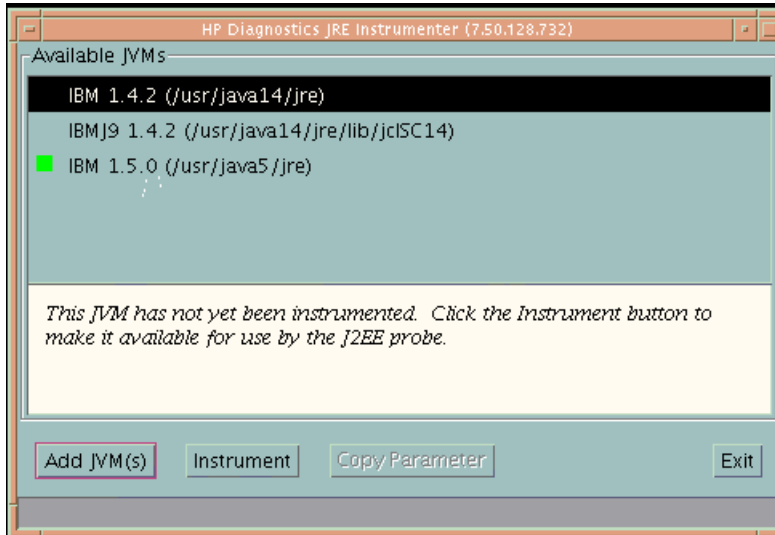 HP Diagnostics JRE Instrumenter (7.50.128.732)
Available JVMs
IBM 1.4.2 (/usr/java14/jre)
IBMJ9 1.4.2 (/usr/java14/jre/lib/jclSC14)
IBM 1.5.0 (/usr/java5/jre)
This JVM has not yet been instrumented. Click the Instrument button to
make it available for use by the J2EE probe.
Add JVM(s) Instrument Copy Parameter Exit